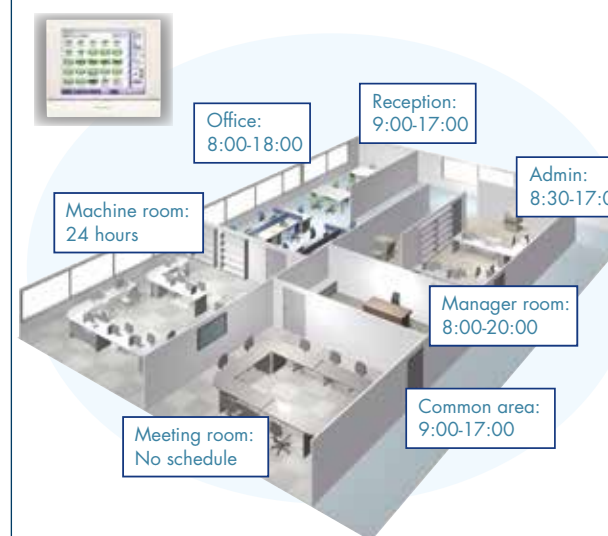 Reception:
9:00-17:00
Office:
8:00-18:00
Admin:
8:30-17:0
Machine room:
24 hours
Manager room:
8:00-20:00
Common area:
9:00-17:00
Meeting room:
No schedule